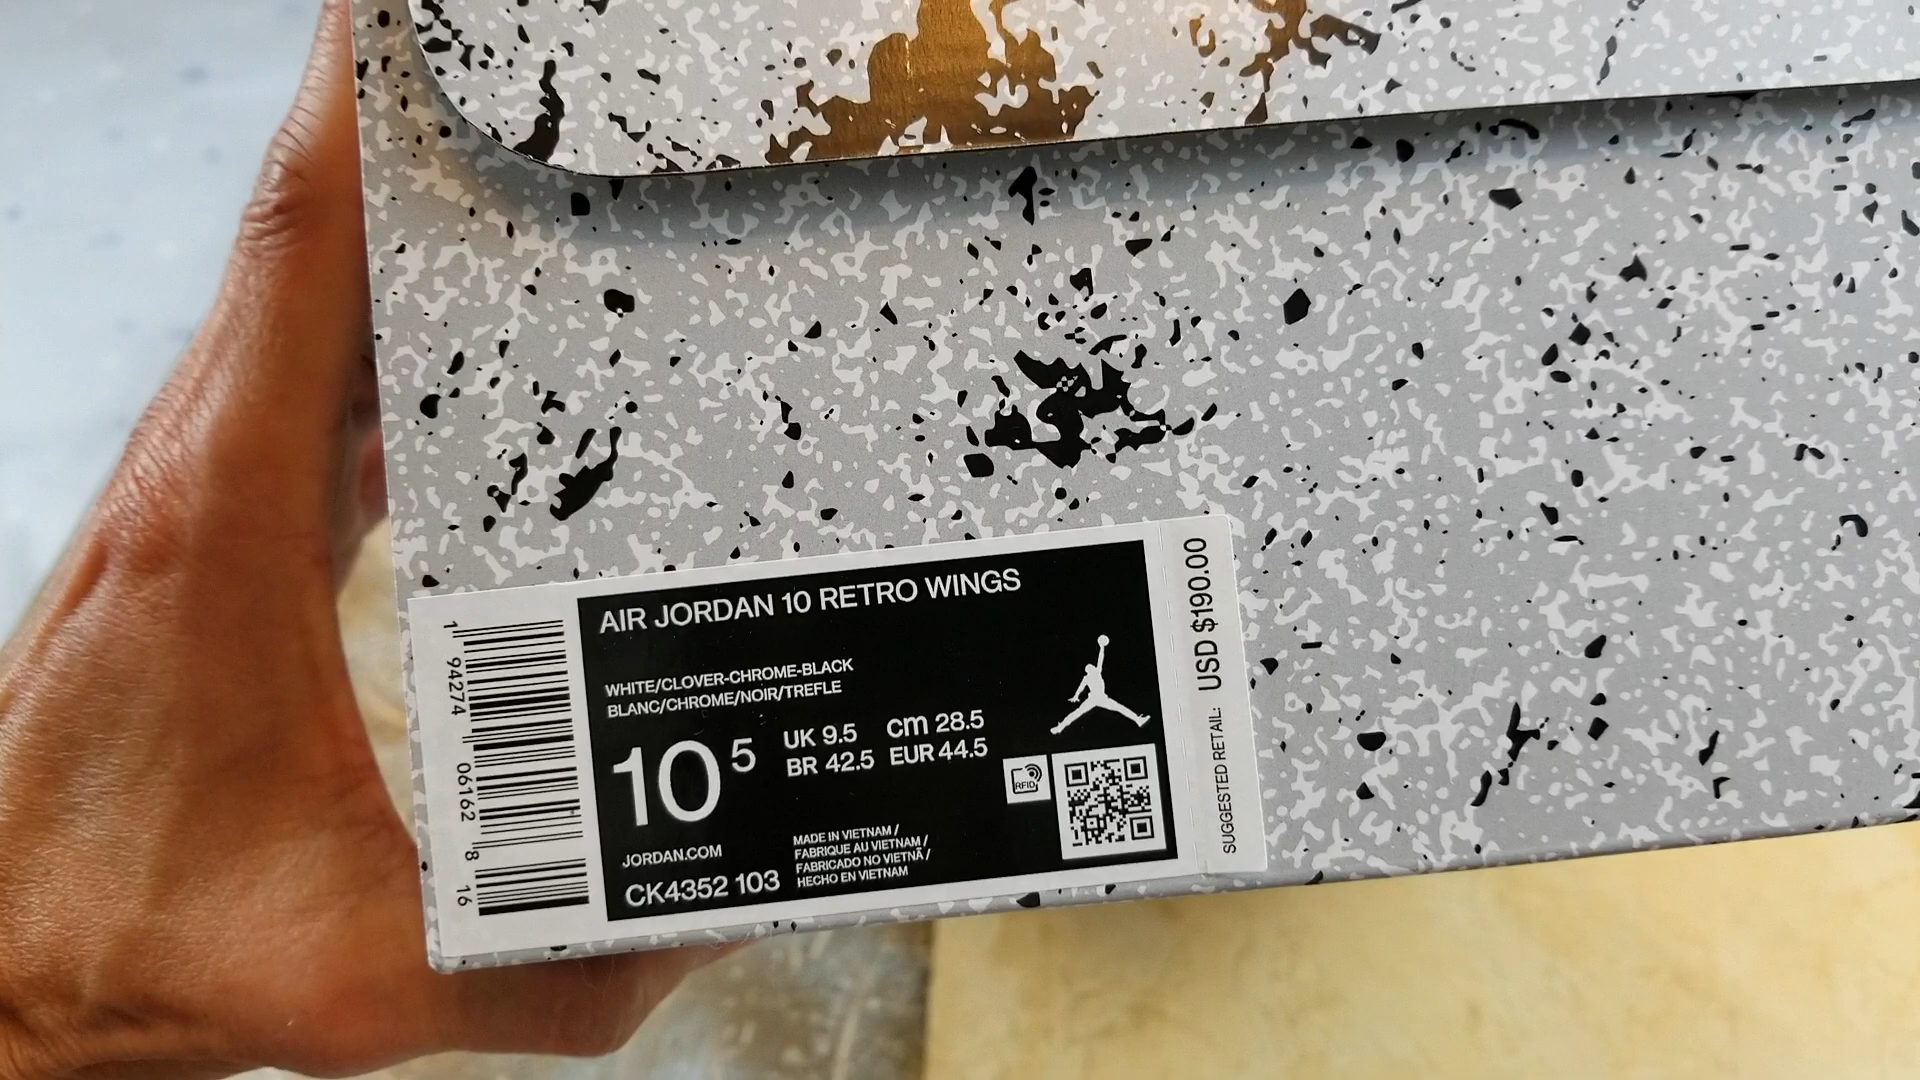 AIR JORDAN 10 RETRO WINGS
WHITE/CLOVER-CHROME-BLACK
BLANC/CHROME/NOIR/TREFLE
10 5
UK 9.5 cm 28.5
BR 42.5 EUR 44.5
RFID
JORDAN.COM
CK4352 103
MADE IN VIETNAM /
FABRIQUE AU VIETNAM /
FABRICADO NO VIETNÃ /
HECHO EN VIETNAM
1 94274 06162 8 16
SUGGESTED RETAIL: USD $190.00